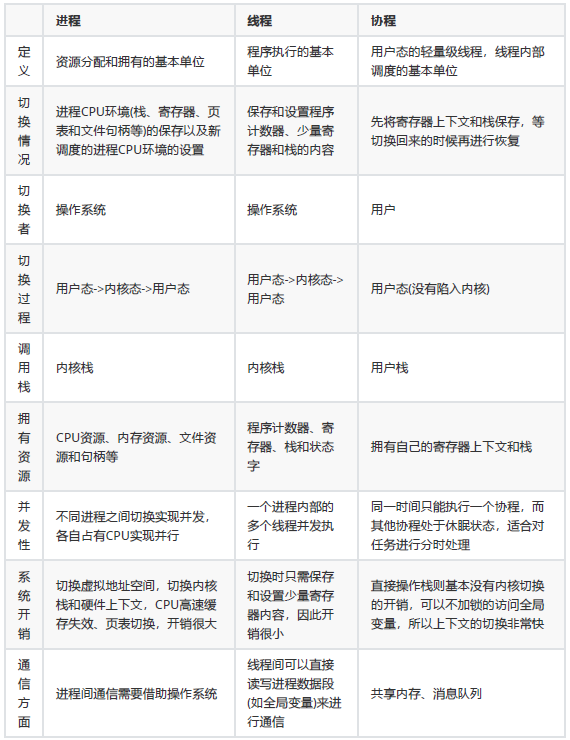 进程 线程 协程
定义 资源分配和拥有的基本单位 程序执行的基本单位 用户态的轻量级线程，线程内部调度的基本单位
切换情况 进程CPU环境(栈、寄存器、页表和文件句柄等)的保存以及新调度的进程CPU环境的设置 保存和设置程序计数器、少量寄存器和栈的内容 先将寄存器上下文和栈保存，等切换回来的时候再进行恢复
切换者 操作系统 操作系统 用户
切换过程 用户态->内核态->用户态 用户态->内核态->用户态 用户态(没有陷入内核)
调用栈 内核栈 内核栈 用户栈
拥有资源 CPU资源、内存资源、文件资源和句柄等 程序计数器、寄存器、栈和状态字 拥有自己的寄存器上下文和栈
并发性 不同进程之间切换实现并发，各自占有CPU实现并行 一个进程内部的多个线程并发执行 同一时间只能执行一个协程，而其他协程处于休眠状态，适合对任务进行分时处理
系统开销 切换虚拟地址空间，切换内核栈和硬件上下文，CPU高速缓存失效、页表切换，开销很大 切换时只需保存和设置少量寄存器内容，因此开销很小 直接操作栈则基本没有内核切换的开销，可以不加锁的访问全局变量，所以上下文的切换非常快
通信方面 进程间通信需要借助操作系统 线程间可以直接读写进程数据段(如全局变量)来进行通信 共享内存、消息队列